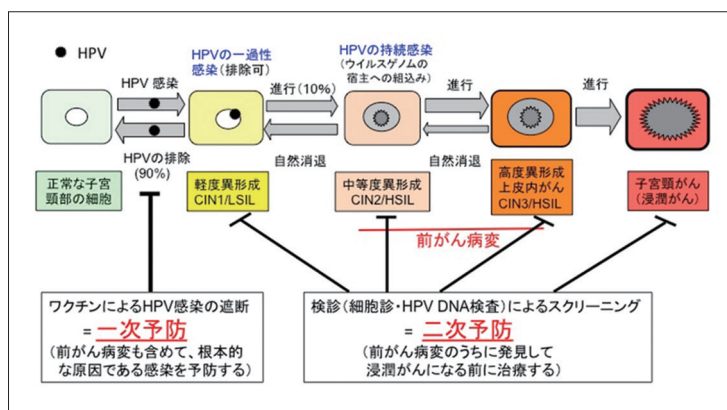 HPV
HPVの一過性
感染(排除可)
HPVの持続感染
(ウイルスゲノムの
宿主への組込み)
HPV 感染
進行(10%)
進行
進行
HPVの排除
(90%)
自然消退
自然消退
正常な子宮
頸部の細胞
軽度異形成
CIN1/LSIL
中等度異形成
CIN2/HSIL
高度異形成
上皮内がん
CIN3/HSIL
子宮頸がん
(浸潤がん)
前がん病変
ワクチンによるHPV感染の遮断
= 一次予防
(前がん病変も含めて、根本的
な原因である感染を予防する)
検診(細胞診・HPV DNA検査)によるスクリーニング
= 二次予防
(前がん病変のうちに発見して
浸潤がんになる前に治療する)